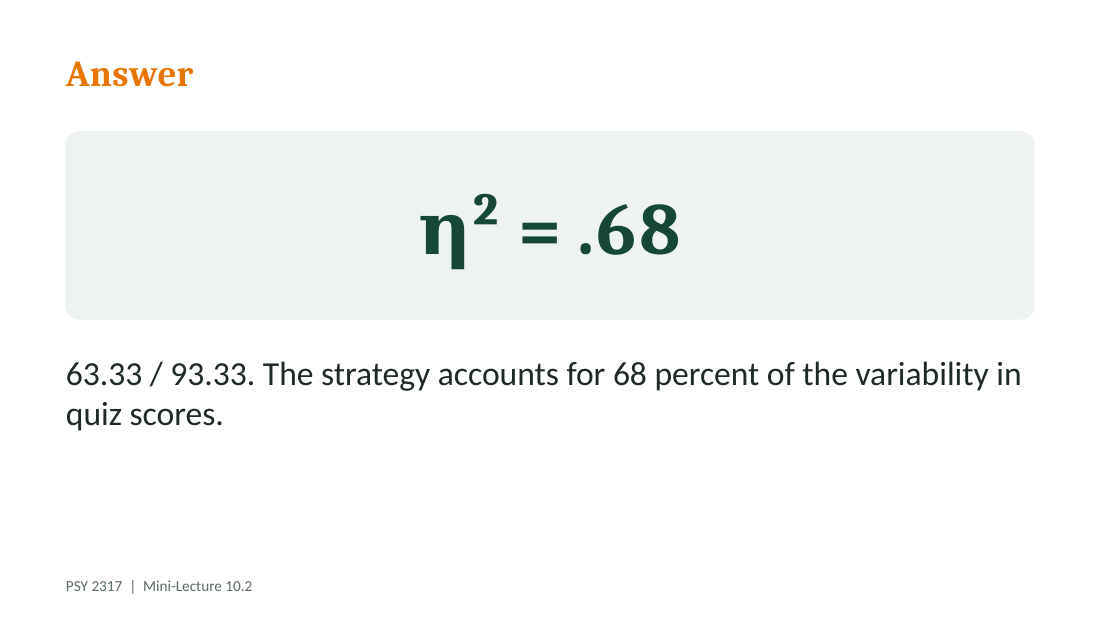 Answer
η² = .68
63.33 / 93.33. The strategy accounts for 68 percent of the variability in
quiz scores.
PSY 2317 | Mini-Lecture 10.2